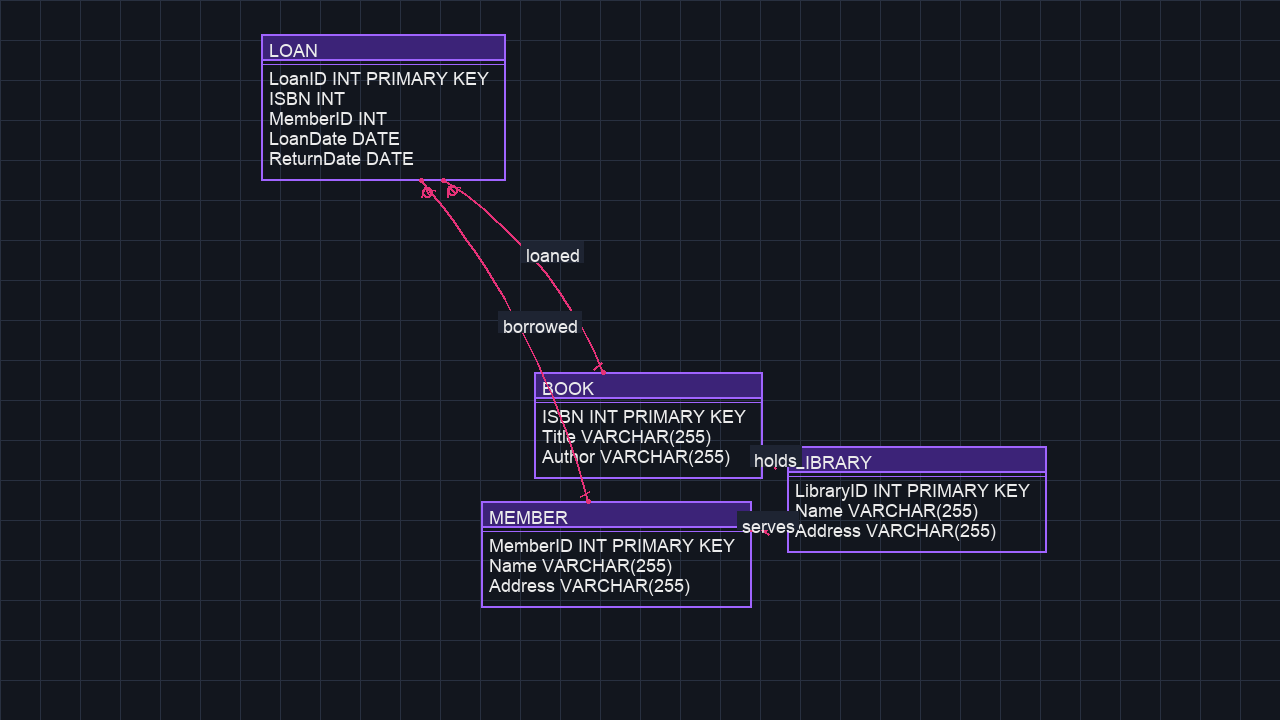 LOAN
LoanID INT PRIMARY KEY
ISBN INT
MemberID INT
LoanDate DATE
ReturnDate DATE
loaned
borrowed
BOOK
ISBN INT PRIMARY KEY
Title VARCHAR(255)
Author VARCHAR(255)
holds
LIBRARY
LibraryID INT PRIMARY KEY
Name VARCHAR(255)
Address VARCHAR(255)
serves
MEMBER
MemberID INT PRIMARY KEY
Name VARCHAR(255)
Address VARCHAR(255)